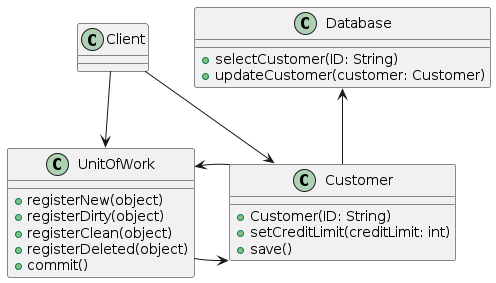 C Client
C Database
+selectCustomer(ID: String)
+updateCustomer(customer: Customer)
C UnitOfWork
registerNew(object)
registerDirty(object)
registerClean(object)
registerDeleted(object)
commit()
C Customer
Customer(ID: String)
setCreditLimit(creditLimit: int)
save()